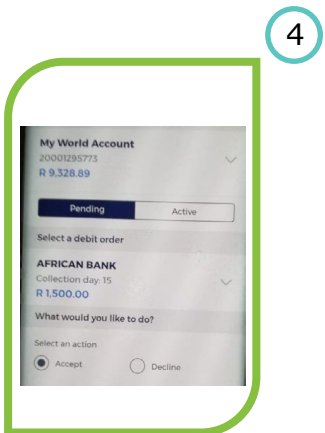 4
My World Account
20001295773
R 9,328.89
Pending Active
Select a debit order
AFRICAN BANK
Collection day: 15
R 1,500.00
What would you like to do?
Select an action
Accept Decline